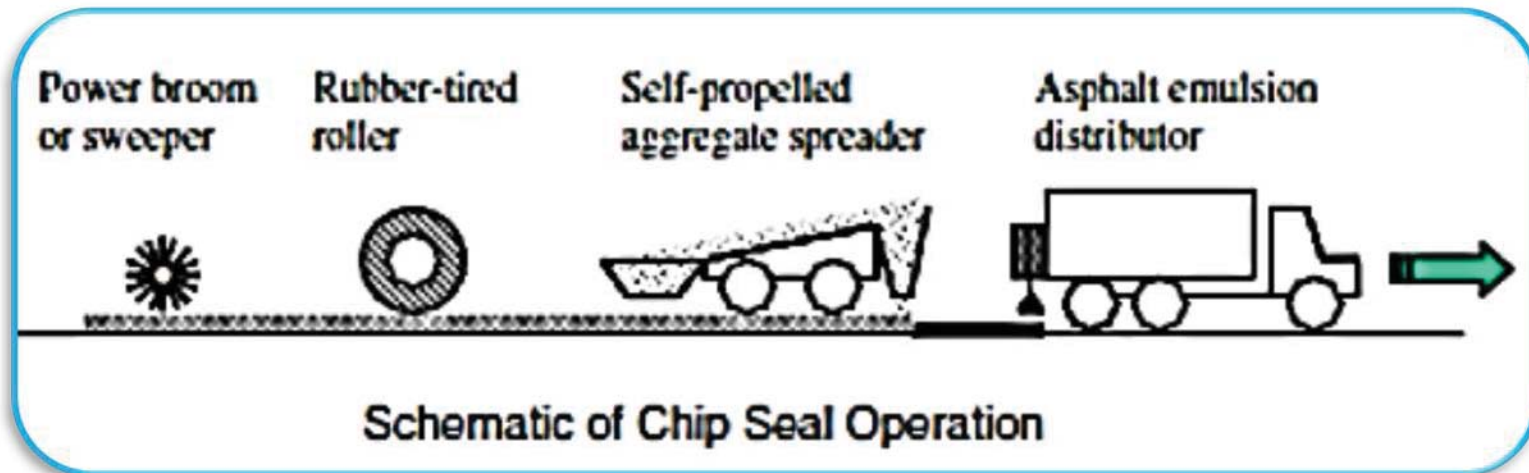 Power broom
or sweeper
Rubber-tired
roller
Self-propelled
aggregate spreader
Asphalt emulsion
distributor
Schematic of Chip Seal Operation